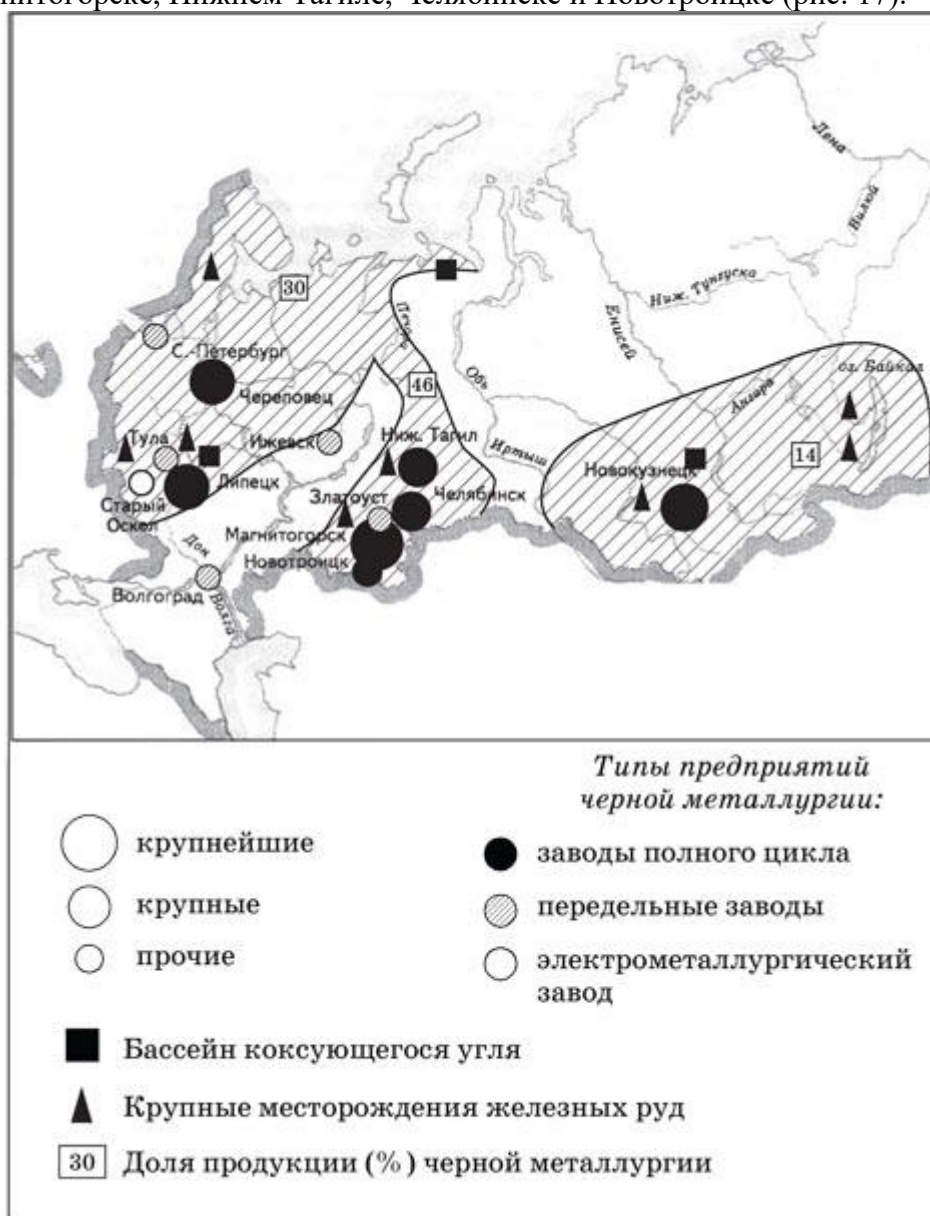 нитогорске, Нижнем Тагиле, Челябинске и Новотроицке (рис. 17).
Лена
Вилюй
Ниж. Тунгуска
Енисей
30
Печора
С.-Петербург
Череповец
46
Обь
оз. Байкал
Ангара
Тула
Ижевск
Ниж. Тагил
Иртыш
14
Липецк
Новокузнецк
Старый
Оскол
Златоуст
Челябинск
Магнитогорск
Новотроицк
Дон
Волгоград
Волга
Типы предприятий
черной металлургии:
крупнейшие
заводы полного цикла
крупные
передельные заводы
прочие
электрометаллургический
завод
Бассейн коксующегося угля
Крупные месторождения железных руд
30 Доля продукции (%) черной металлургии